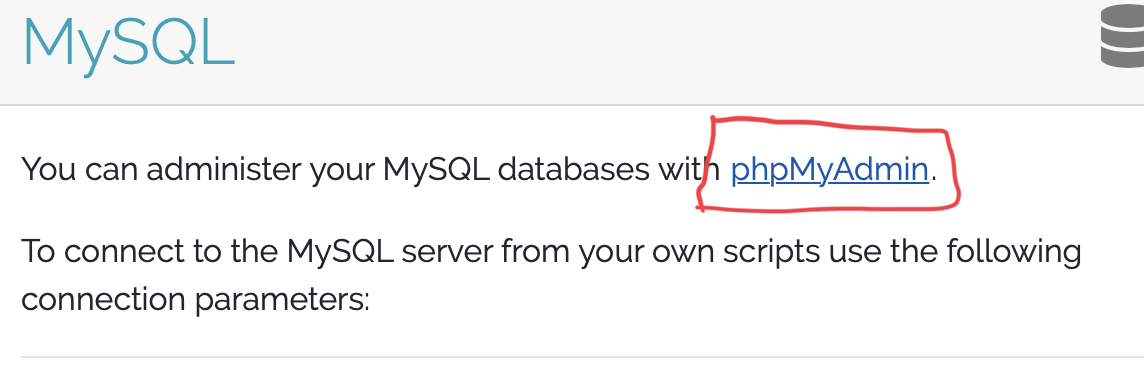 MySQL
You can administer your MySQL databases with phpMyAdmin.
To connect to the MySQL server from your own scripts use the following
connection parameters: